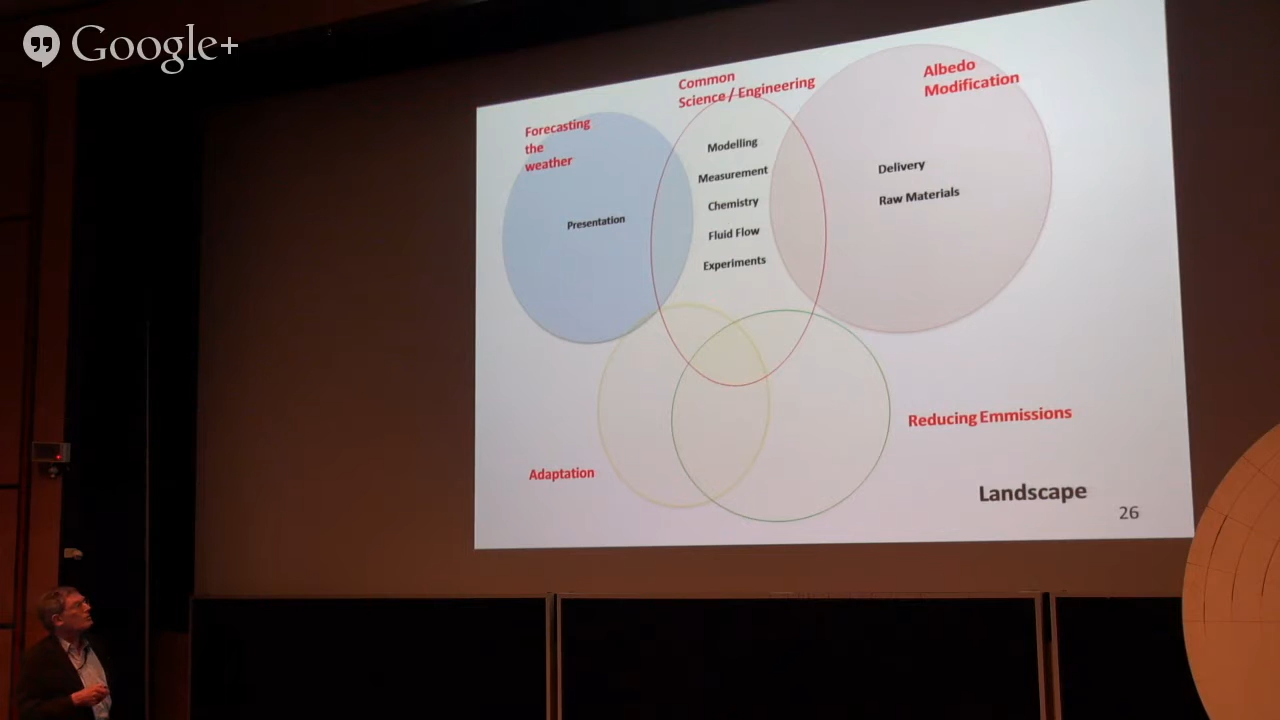 Google+
Common
Science / Engineering
Albedo
Modification
Forecasting
the
weather
Modelling
Measurement
Chemistry
Fluid Flow
Experiments
Delivery
Raw Materials
Presentation
Reducing Emmissions
Adaptation
Landscape
26